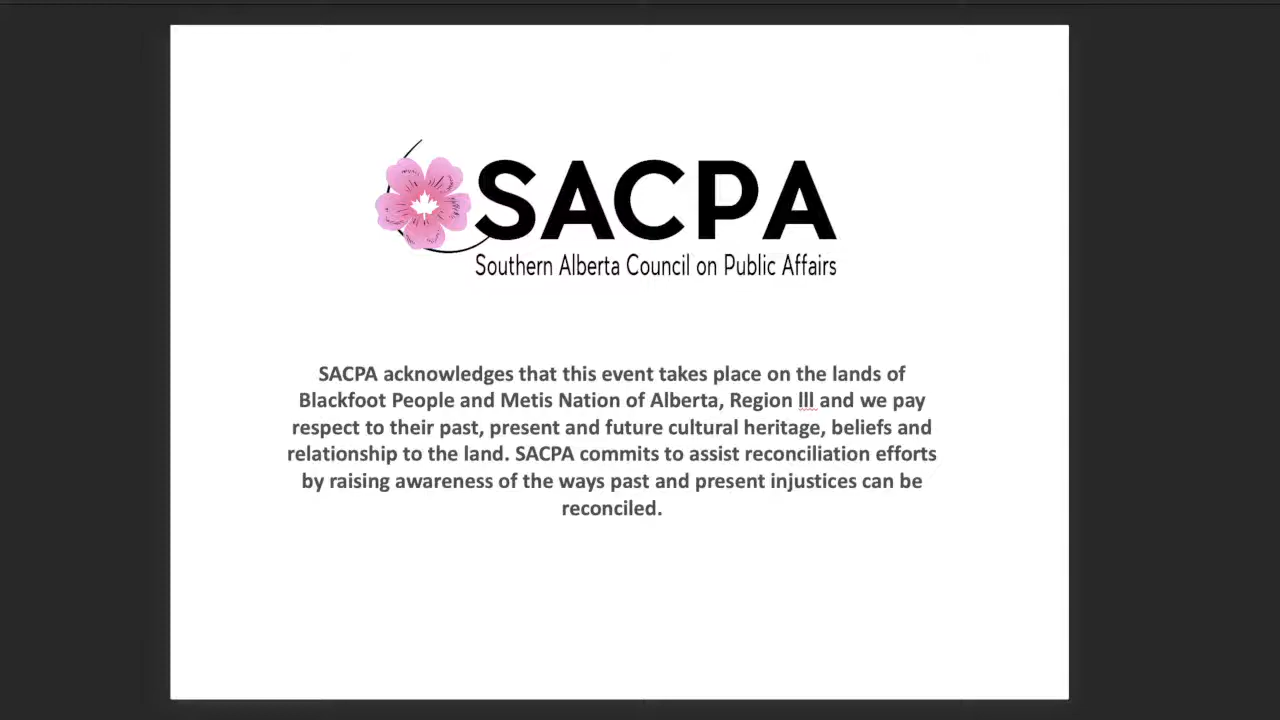 SACPA
Southern Alberta Council on Public Affairs
SACPA acknowledges that this event takes place on the lands of
Blackfoot People and Metis Nation of Alberta, Region lll and we pay
respect to their past, present and future cultural heritage, beliefs and
relationship to the land. SACPA commits to assist reconciliation efforts
by raising awareness of the ways past and present injustices can be
reconciled.